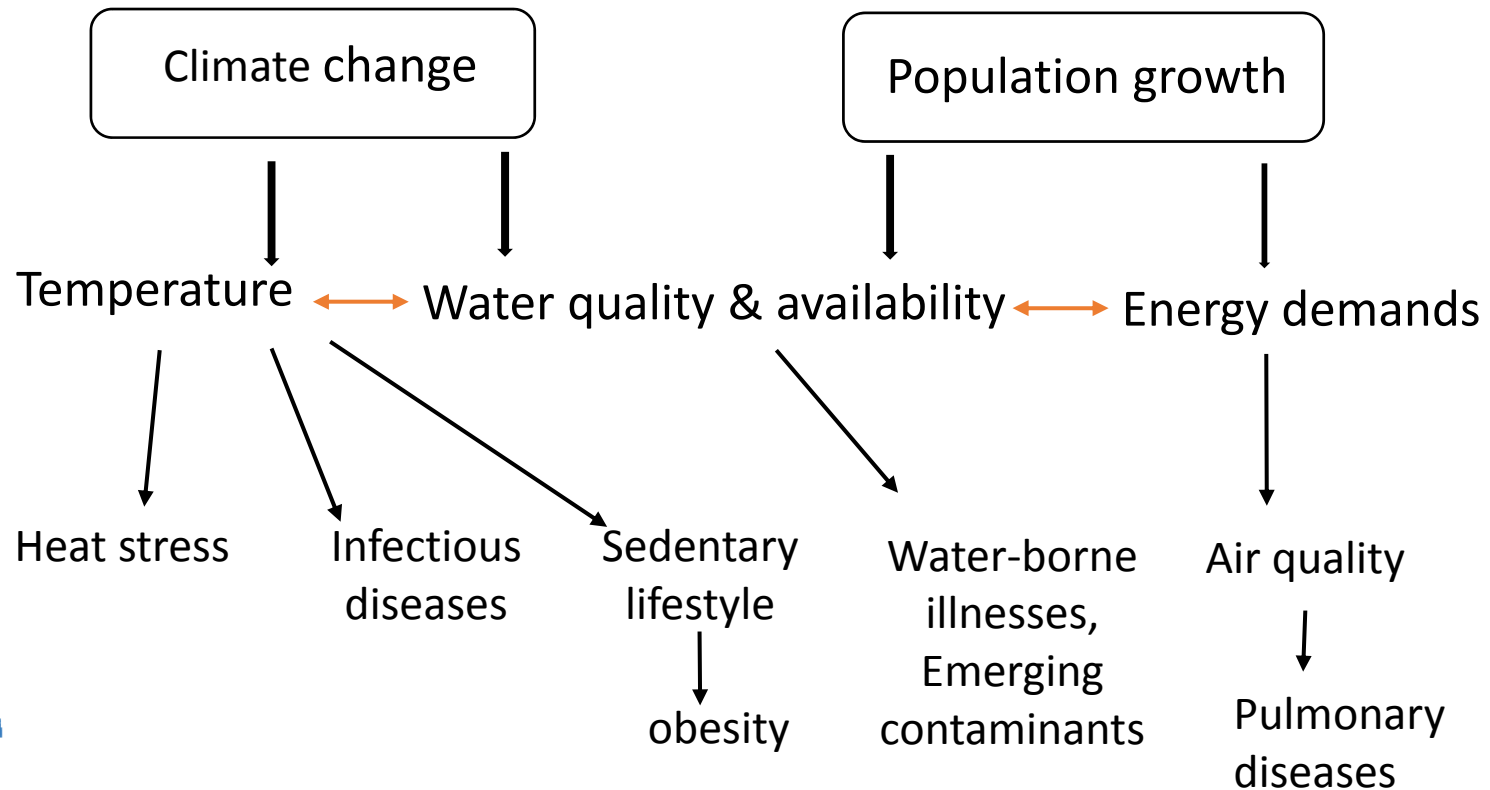 Climate change
Population growth
Temperature
Water quality & availability
Energy demands
Heat stress
Infectious
diseases
Sedentary
lifestyle
obesity
Water-borne
illnesses,
Emerging
contaminants
Air quality
Pulmonary
diseases